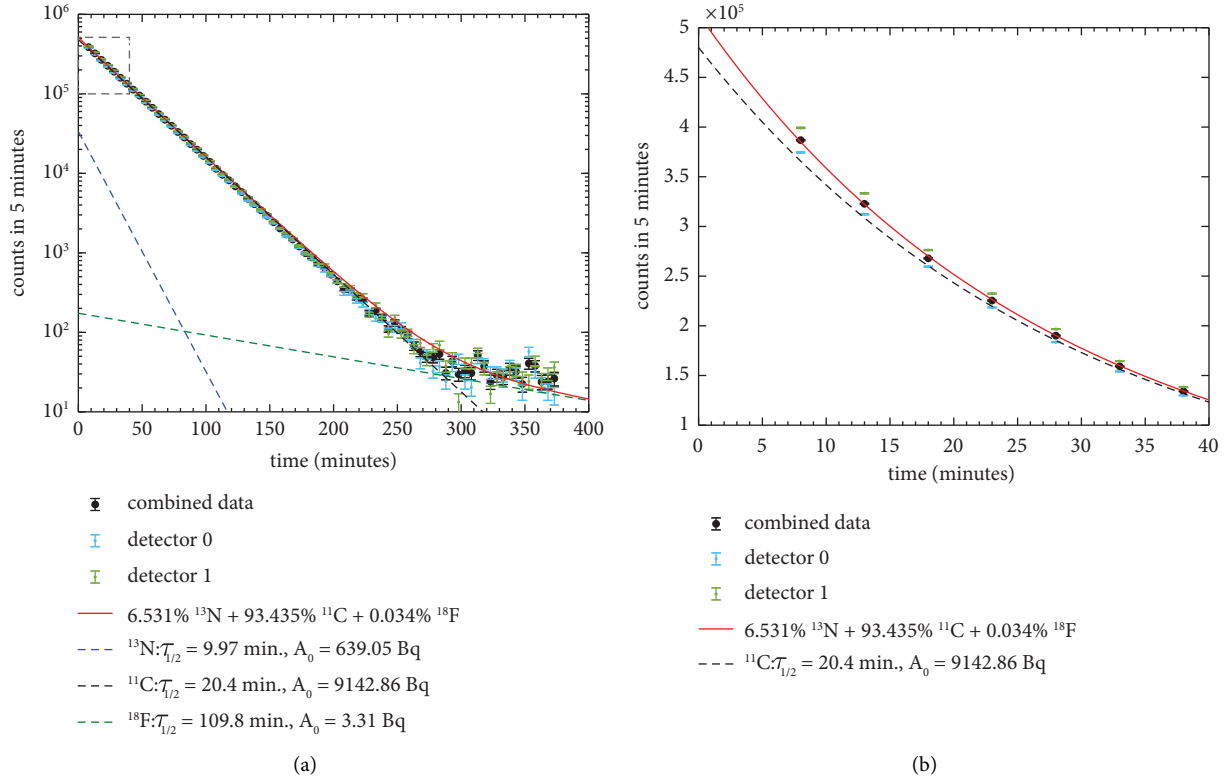 10⁶
10⁵
10⁴
10³
10²
10¹
counts in 5 minutes
0 50 100 150 200 250 300 350 400
time (minutes)
combined data
detector 0
detector 1
6.531% ¹³N + 93.435% ¹¹C + 0.034% ¹⁸F
¹³N:𝒯₁/₂ = 9.97 min., A₀ = 639.05 Bq
¹¹C:𝒯₁/₂ = 20.4 min., A₀ = 9142.86 Bq
¹⁸F:𝒯₁/₂ = 109.8 min., A₀ = 3.31 Bq
(a)
×10⁵
5
4.5
4
3.5
3
2.5
2
1.5
1
counts in 5 minutes
0 5 10 15 20 25 30 35 40
time (minutes)
combined data
detector 0
detector 1
6.531% ¹³N + 93.435% ¹¹C + 0.034% ¹⁸F
¹¹C:𝒯₁/₂ = 20.4 min., A₀ = 9142.86 Bq
(b)